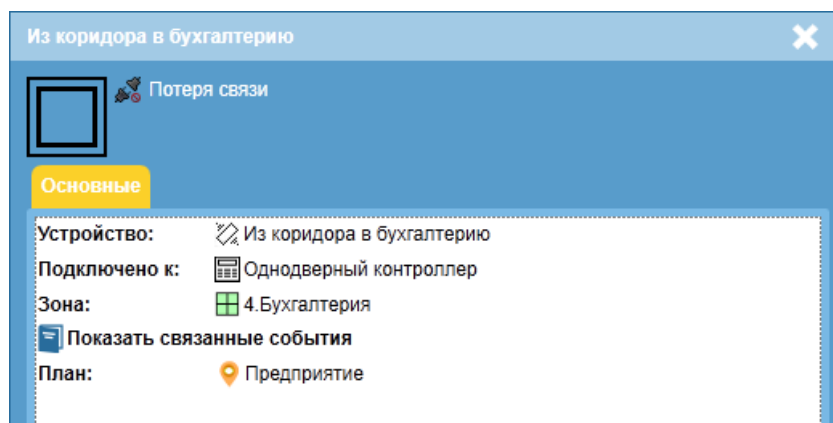 Из коридора в бухгалтерию
Потеря связи
Основные
Устройство: Из коридора в бухгалтерию
Подключено к: Однодверный контроллер
Зона: 4.Бухгалтерия
Показать связанные события
План: Предприятие